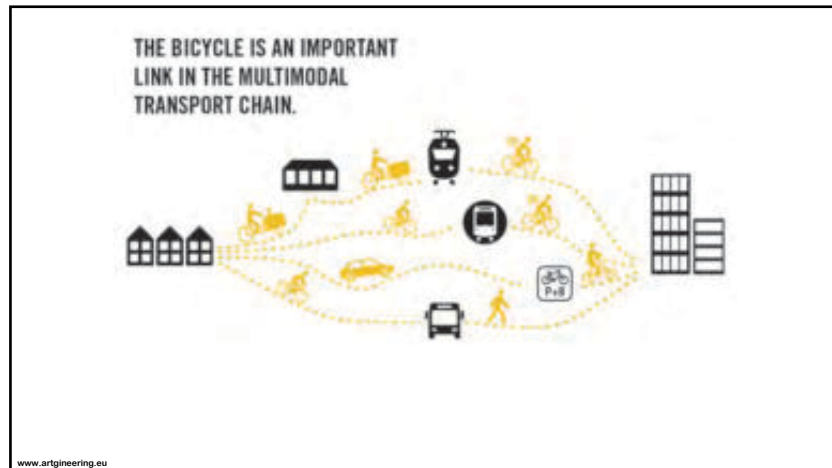 THE BICYCLE IS AN IMPORTANT
LINK IN THE MULTIMODAL
TRANSPORT CHAIN.
P+B
www.artgineering.eu